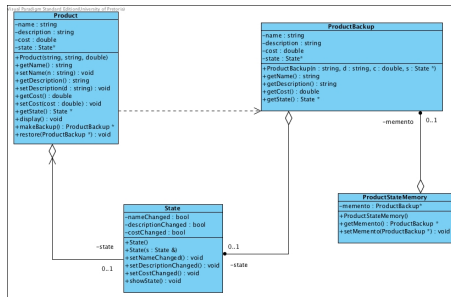 Visual Paradigm Standard Edition(University of Pretoria)
Product
-name : string
-description : string
-cost : double
-state : State*
+Product(string, string, double)
+getName() : string
+setName(n : string) : void
+getDescription() : string
+setDescription(d : string) : void
+getCost() : double
+setCost(cost : double) : void
+getState() : State *
+display() : void
+makeBackup() : ProductBackup *
+restore(ProductBackup *) : void
ProductBackup
-name : string
-description : string
-cost : double
-state : State*
+ProductBackup(n : string, d : string, c : double, s : State *)
+getName() : string
+getDescription() : string
+getCost() : double
+getState() : State *
-memento
0..1
ProductStateMemory
-memento : ProductBackup*
+ProductStateMemory()
+getMemento() : ProductBackup *
+setMemento(ProductBackup *) : void
State
-nameChanged : bool
-descriptionChanged : bool
-costChanged : bool
+State()
+State(s : State &)
+setNameChanged() : void
+setDescriptionChanged() : void
+setCostChanged() : void
+showState() : void
-state
0..1
0..1
-state